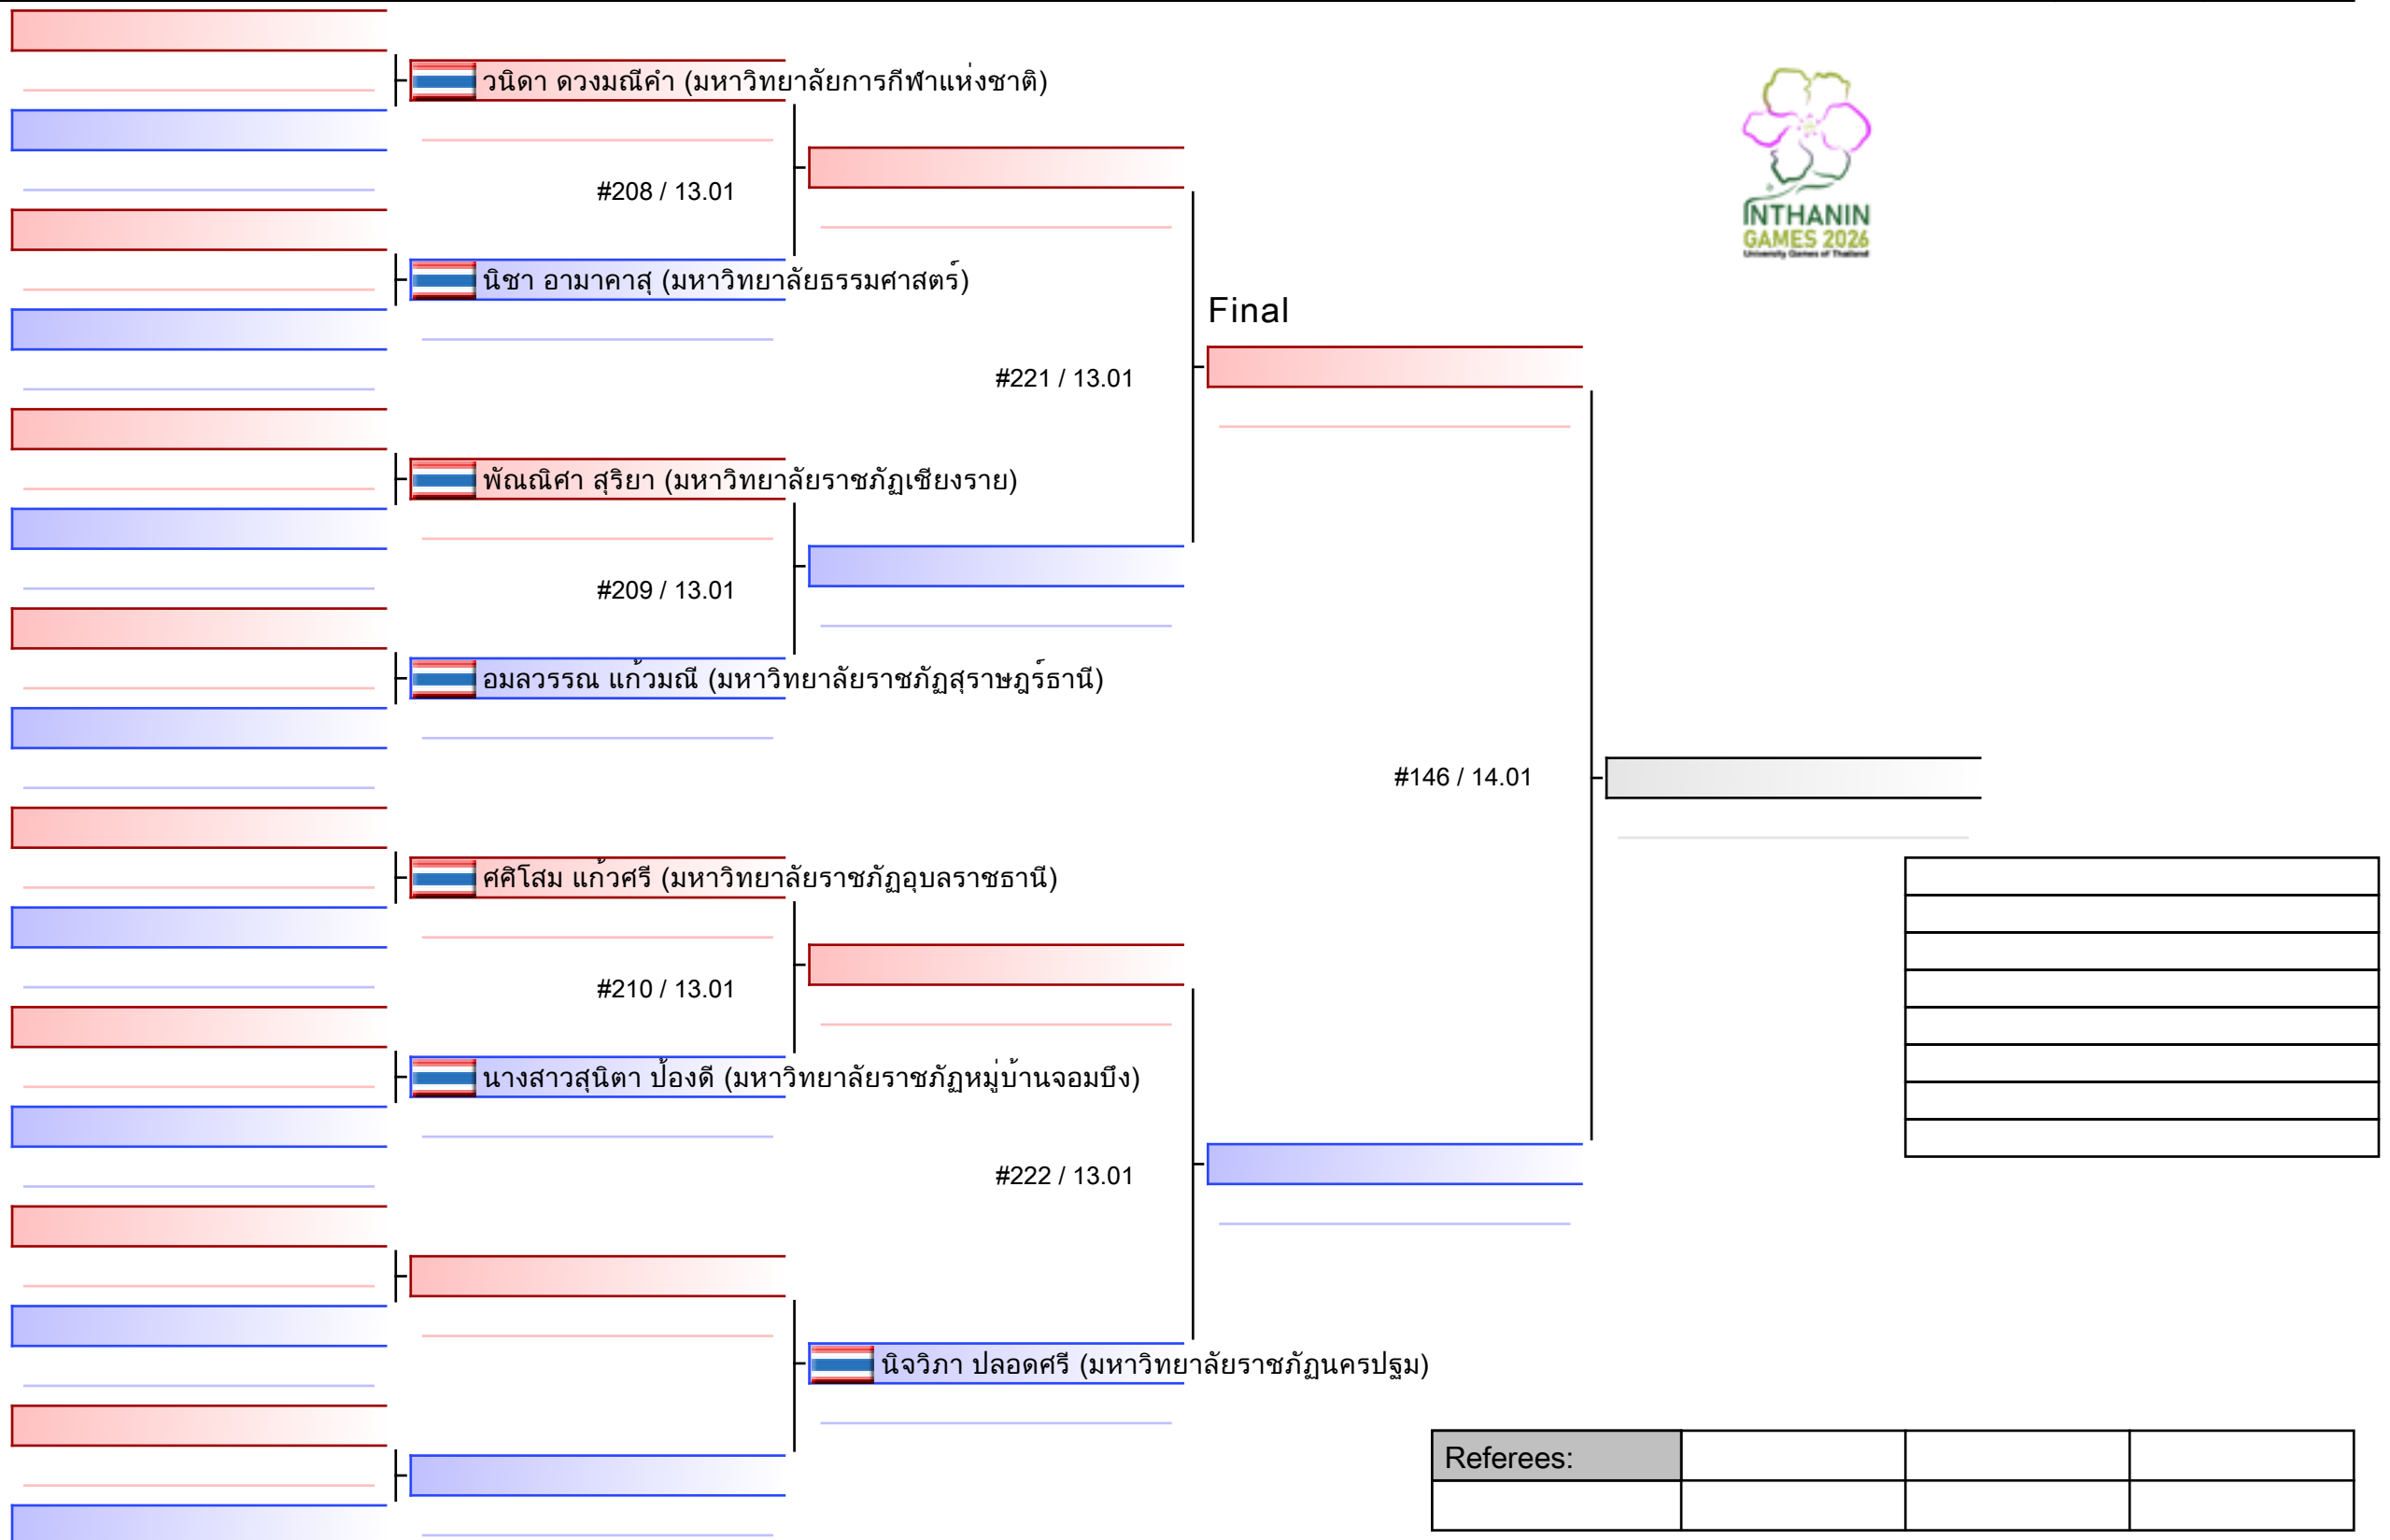 วนิดา ดวงมณีคำ (มหาวิทยาลัยการกีฬาแห่งชาติ)
#208 / 13.01
นิชา อามาคาสุ (มหาวิทยาลัยธรรมศาสตร์)
INTHANIN
GAMES 2026
University Games of Thailand
Final
#221 / 13.01
พัณณิศา สุริยา (มหาวิทยาลัยราชภัฏเชียงราย)
#209 / 13.01
อมลวรรณ แก้วมณี (มหาวิทยาลัยราชภัฏสุราษฎร์ธานี)
#146 / 14.01
ศศิโสม แก้วศรี (มหาวิทยาลัยราชภัฏอุบลราชธานี)
#210 / 13.01
นางสาวสุนิตา ป้องดี (มหาวิทยาลัยราชภัฏหมู่บ้านจอมบึง)
#222 / 13.01
นิจวิภา ปลอดศรี (มหาวิทยาลัยราชภัฏนครปฐม)
Referees: